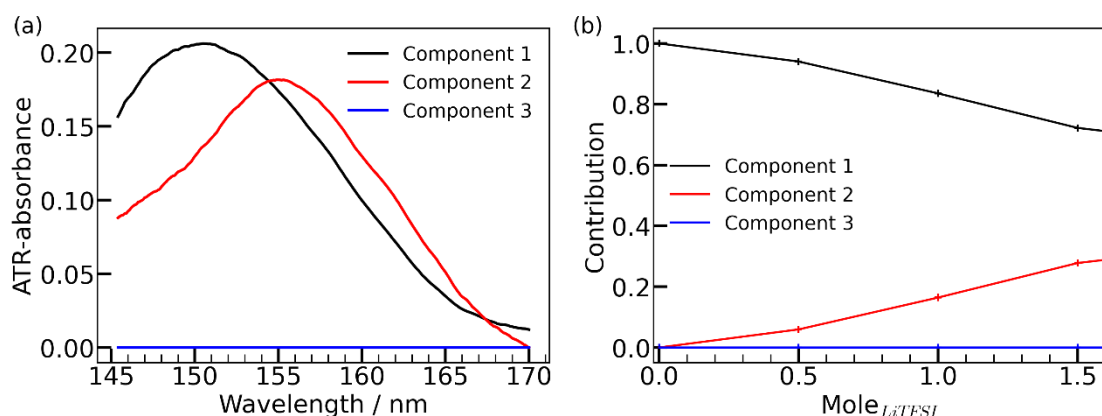 (a)
ATR-absorbance
0.20
0.15
0.10
0.05
0.00
Component 1
Component 2
Component 3
145 150 155 160 165 170
Wavelength / nm
(b)
Contribution
1.0
0.8
0.6
0.4
0.2
0.0
Component 1
Component 2
Component 3
0.0 0.5 1.0 1.5
Mole LiTFSI